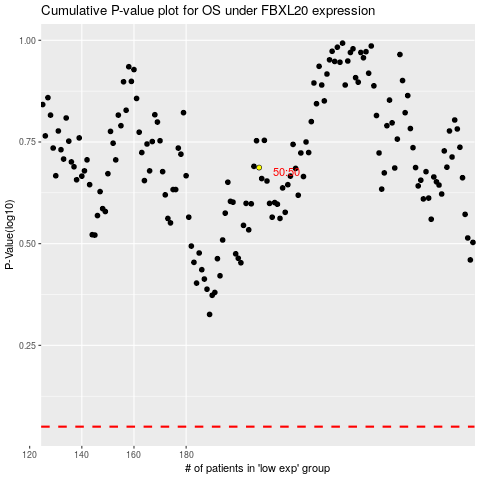 Cumulative P-value plot for OS under FBXL20 expression
P-Value(log10)
1.00
0.75
0.50
0.25
50:50
120 140 160 180
# of patients in 'low exp' group